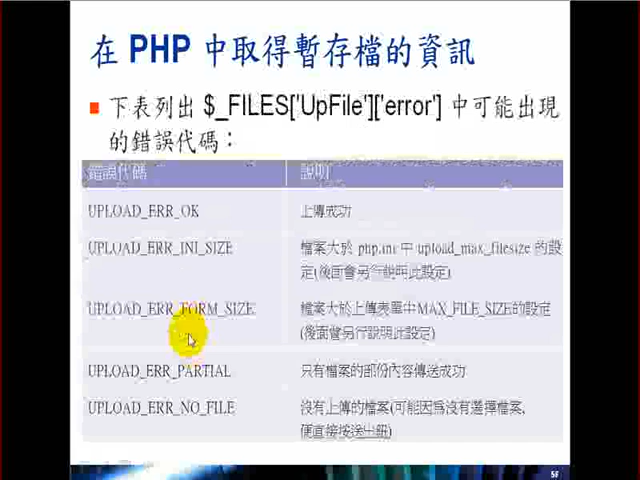 在 PHP 中取得暫存檔的資訊
下表列出 $_FILES['UpFile']['error'] 中可能出現
的錯誤代碼：
錯誤代碼
說明
UPLOAD_ERR_OK
上傳成功
UPLOAD_ERR_INI_SIZE
檔案大於 php.ini 中 upload_max_filesize 的設
定(後面會另行說明此設定)
UPLOAD_ERR_FORM_SIZE
檔案大於上傳表單中MAX_FILE_SIZE的設定
(後面會另行說明此設定)
UPLOAD_ERR_PARTIAL
只有檔案的部份內容傳送成功
UPLOAD_ERR_NO_FILE
沒有上傳的檔案(可能因為沒有選擇檔案,
便直接按送出鈕)